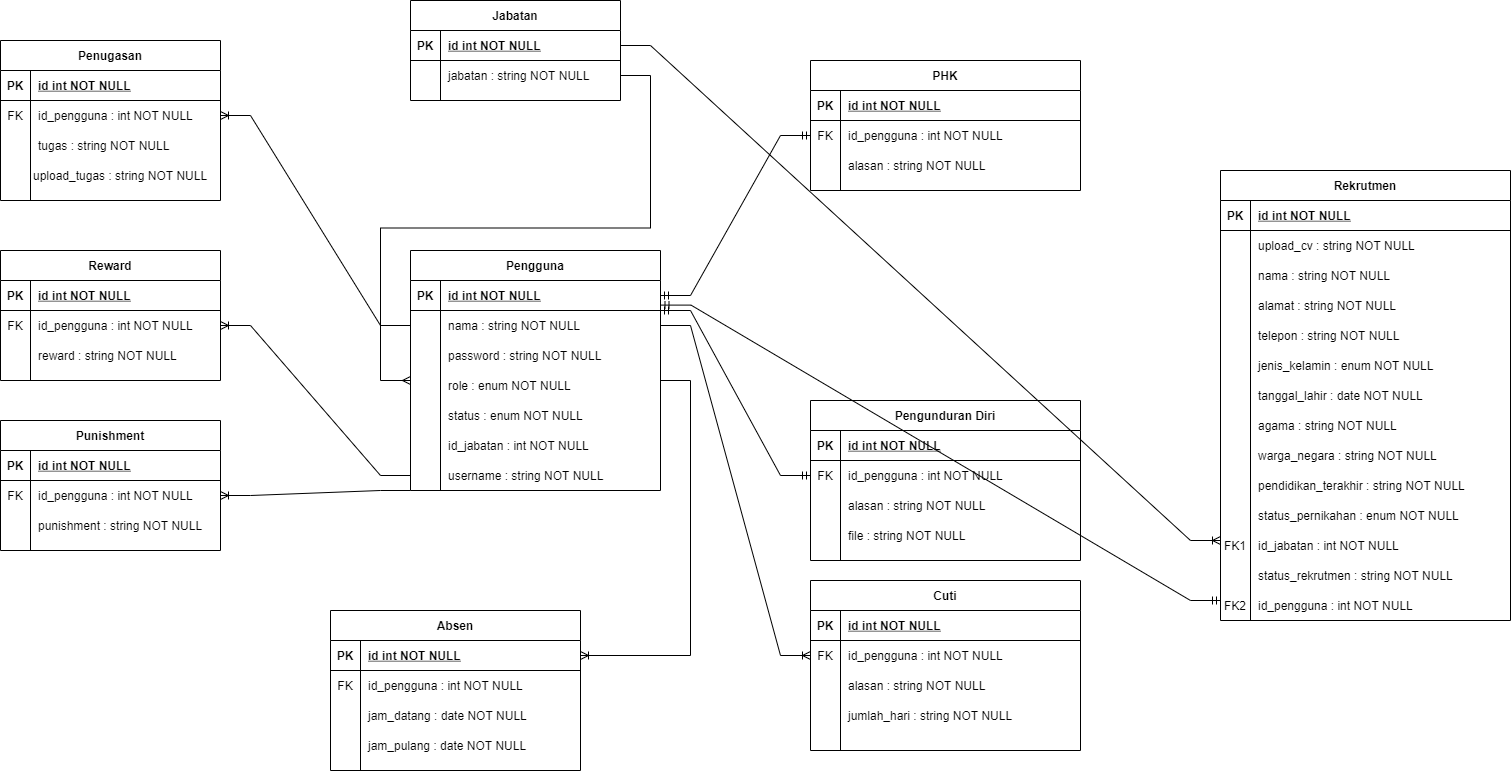 Jabatan
PK id int NOT NULL
jabatan : string NOT NULL
Penugasan
PK id int NOT NULL
FK id_pengguna : int NOT NULL
tugas : string NOT NULL
upload_tugas : string NOT NULL
PHK
PK id int NOT NULL
FK id_pengguna : int NOT NULL
alasan : string NOT NULL
Rekrutmen
PK id int NOT NULL
upload_cv : string NOT NULL
nama : string NOT NULL
alamat : string NOT NULL
telepon : string NOT NULL
jenis_kelamin : enum NOT NULL
tanggal_lahir : date NOT NULL
agama : string NOT NULL
warga_negara : string NOT NULL
pendidikan_terakhir : string NOT NULL
status_pernikahan : enum NOT NULL
FK1 id_jabatan : int NOT NULL
status_rekrutmen : string NOT NULL
FK2 id_pengguna : int NOT NULL
Reward
PK id int NOT NULL
FK id_pengguna : int NOT NULL
reward : string NOT NULL
Pengguna
PK id int NOT NULL
nama : string NOT NULL
password : string NOT NULL
role : enum NOT NULL
status : enum NOT NULL
id_jabatan : int NOT NULL
username : string NOT NULL
Punishment
PK id int NOT NULL
FK id_pengguna : int NOT NULL
punishment : string NOT NULL
Pengunduran Diri
PK id int NOT NULL
FK id_pengguna : int NOT NULL
alasan : string NOT NULL
file : string NOT NULL
Absen
PK id int NOT NULL
FK id_pengguna : int NOT NULL
jam_datang : date NOT NULL
jam_pulang : date NOT NULL
Cuti
PK id int NOT NULL
FK id_pengguna : int NOT NULL
alasan : string NOT NULL
jumlah_hari : string NOT NULL